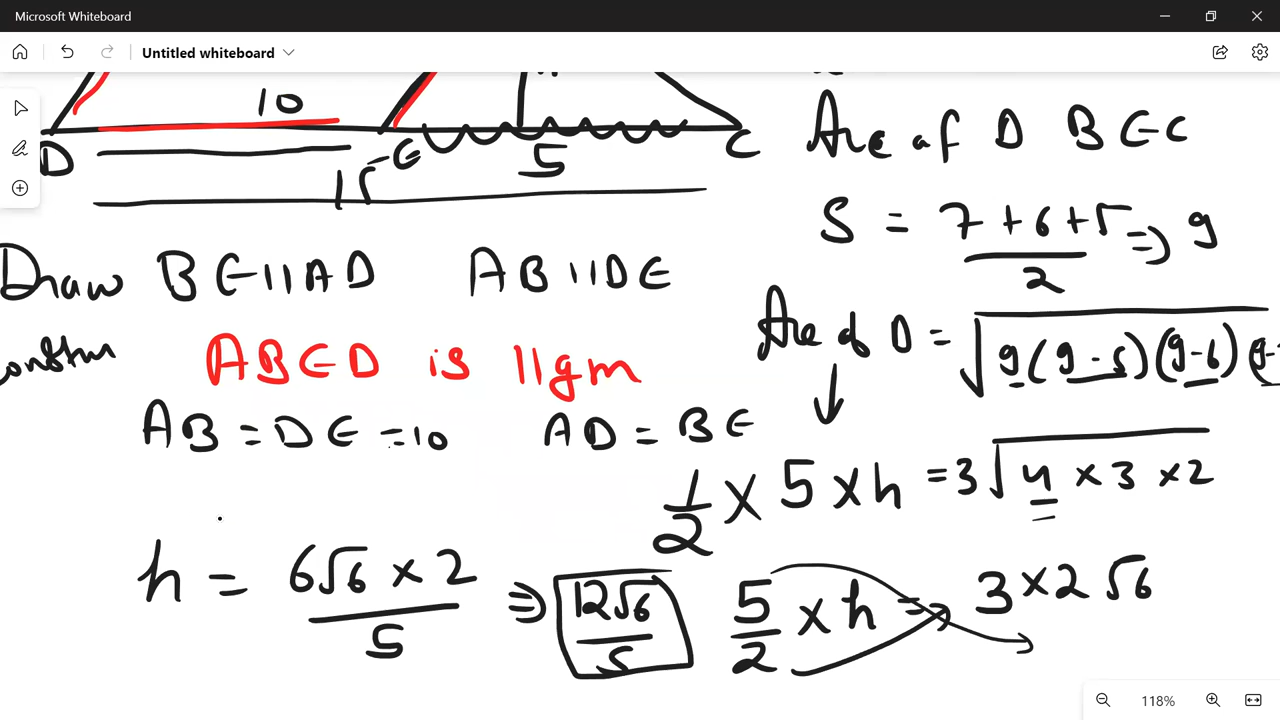 Microsoft Whiteboard
Untitled whiteboard
10
D
E
5
C
15
Draw BE || AD AB || DE
constru
ABED is ||gm
AB = DE = 10 AD = BE
h = 6√6 × 2 / 5 ⇒ 12√6 / 5
Are of D BEC
S = 7 + 6 + 5 / 2 ⇒ 9
Are of D = √9(9-5)(9-6)(9-
1/2 × 5 × h = 3√4 × 3 × 2
5/2 × h = 3 × 2√6
118%